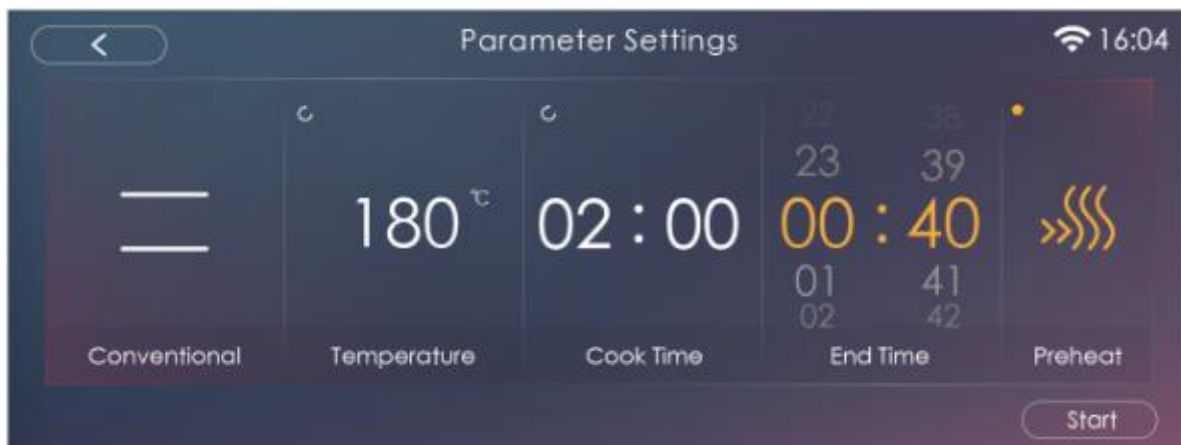 Parameter Settings 16:04
22 38
23 39
180 °C 02 : 00 00 : 40
01 41
02 42
Conventional Temperature Cook Time End Time Preheat
Start